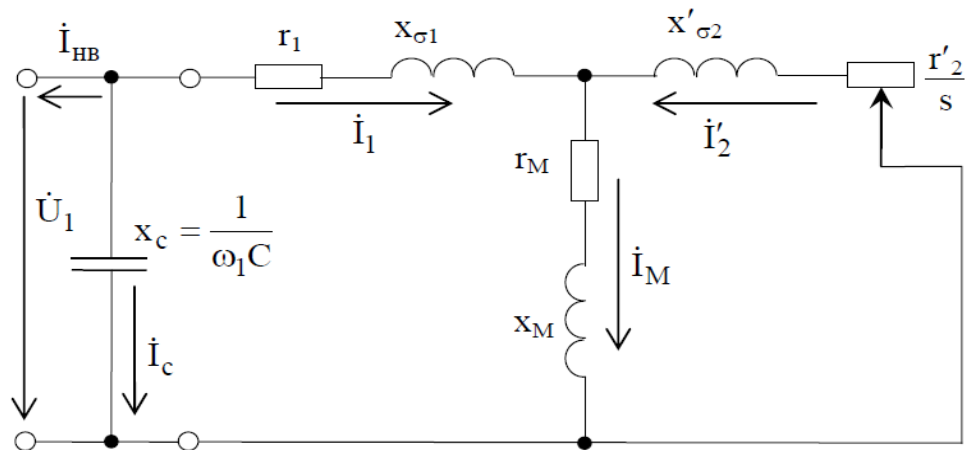 İ_нв
r₁
x_σ1
x'_σ2
r'₂
s
İ₁
İ'₂
r_М
U̇₁
x_c = 1/(ω₁C)
İ_М
x_М
İ_c